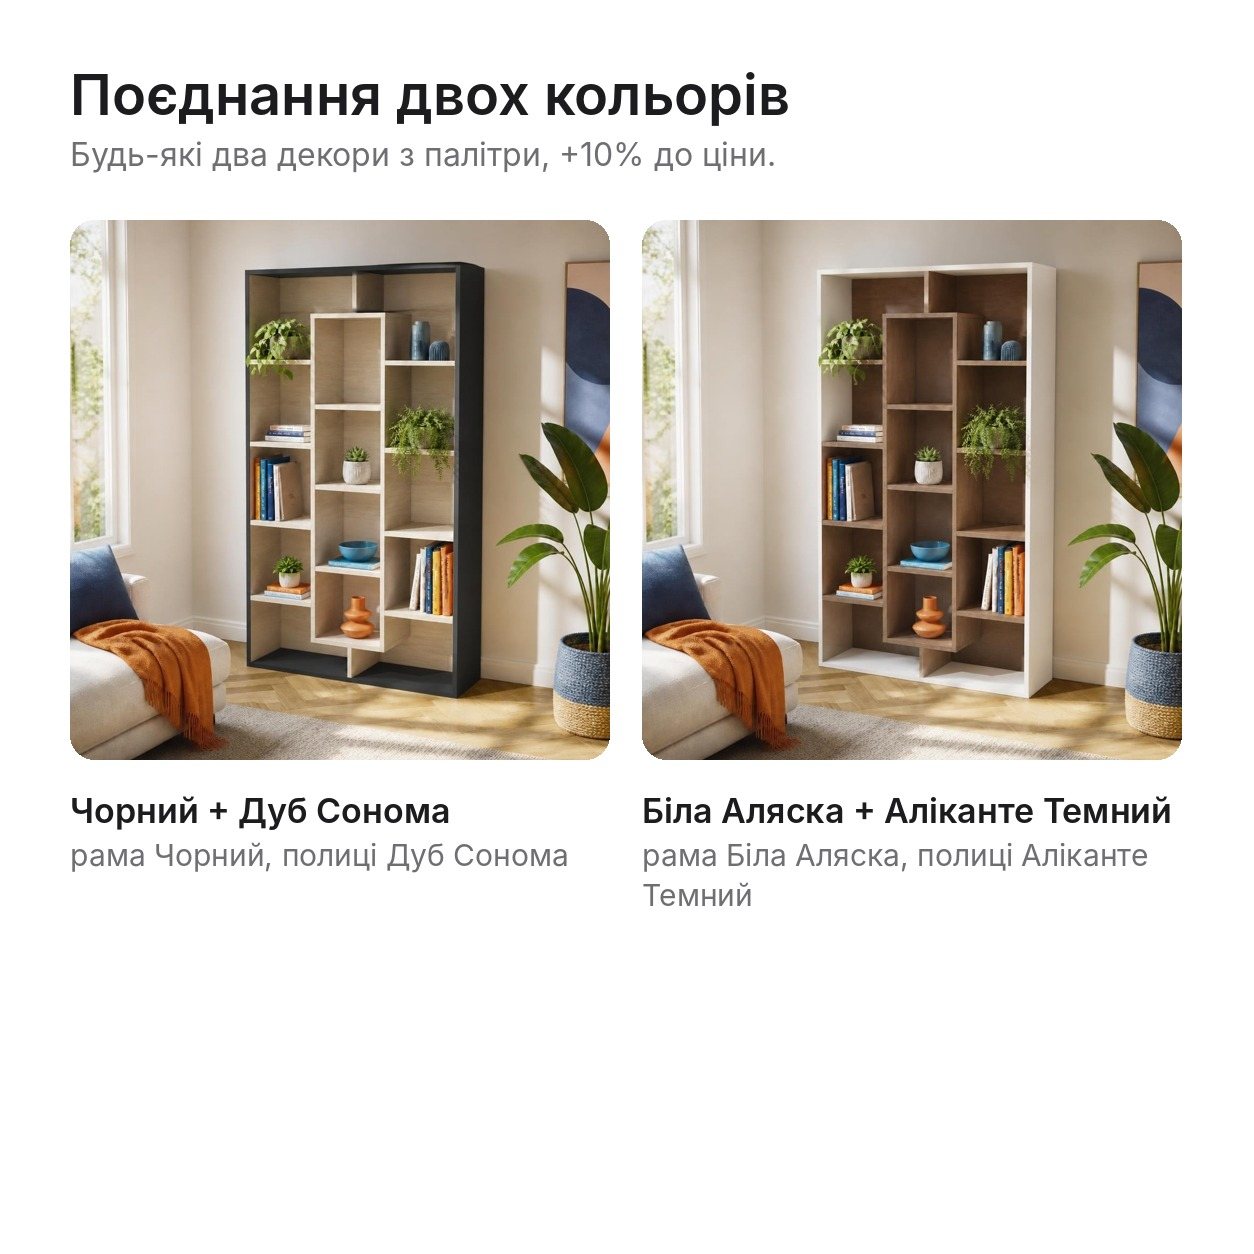 Поєднання двох кольорів
Будь-які два декори з палітри, +10% до ціни.
Чорний + Дуб Сонома
рама Чорний, полиці Дуб Сонома
Біла Аляска + Аліканте Темний
рама Біла Аляска, полиці Аліканте
Темний